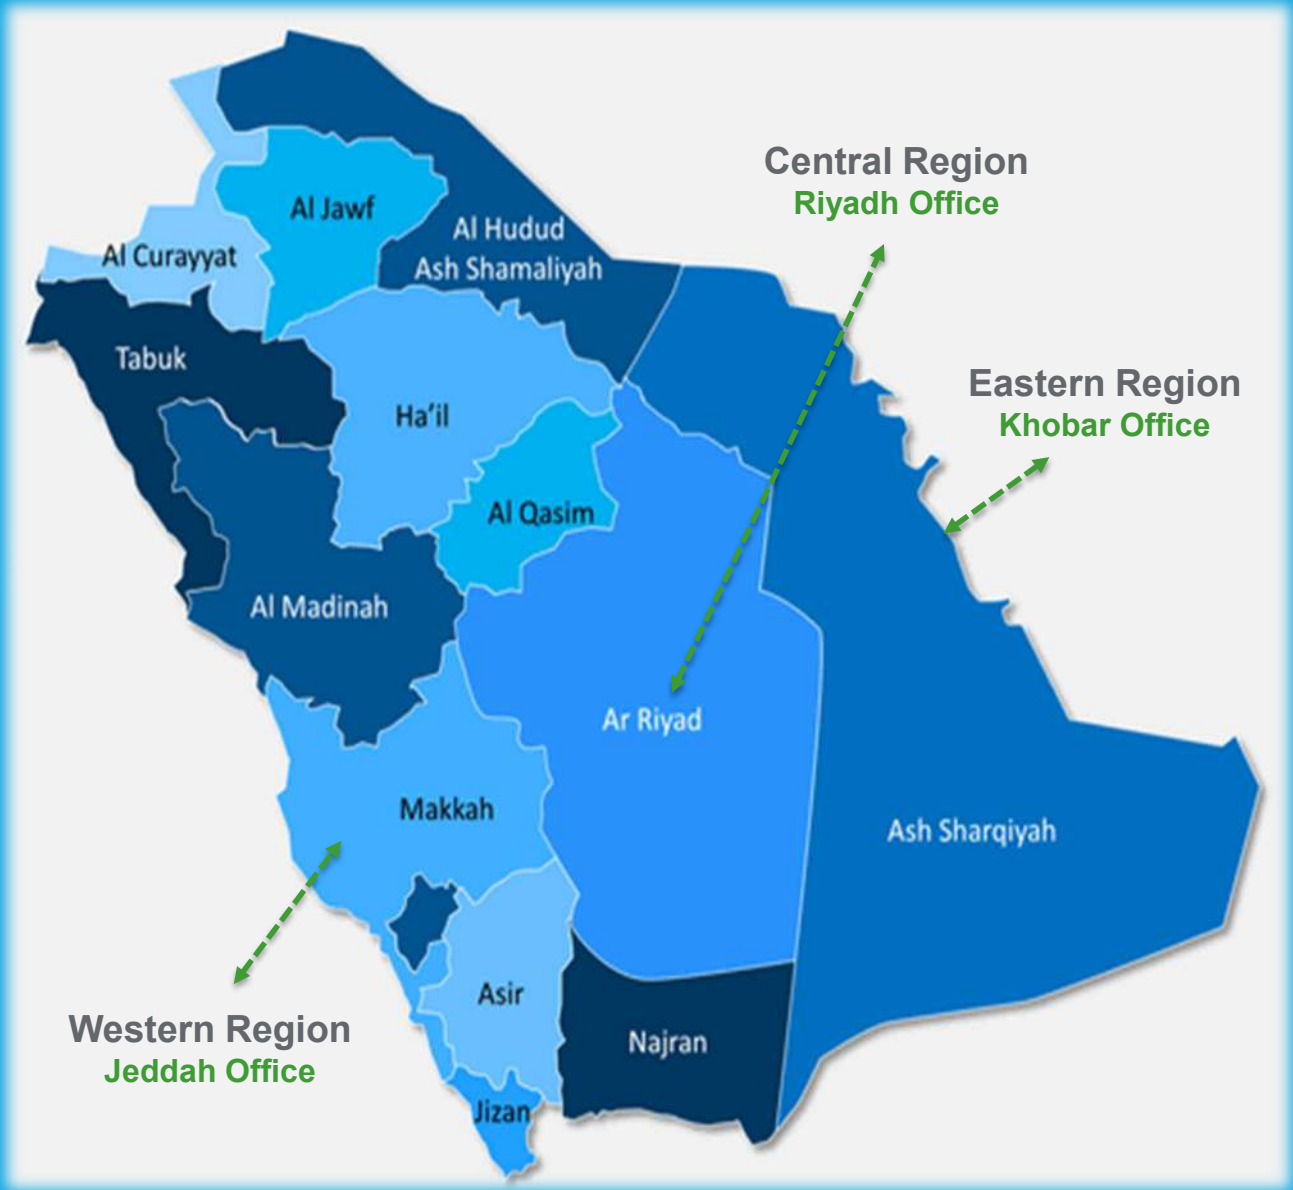 Central Region
Riyadh Office
Al Jawf
Al Hudud
Ash Shamaliyah
Al Curayyat
Tabuk
Eastern Region
Khobar Office
Ha'il
Al Qasim
Al Madinah
Ar Riyad
Makkah
Ash Sharqiyah
Asir
Western Region
Jeddah Office
Najran
Jizan